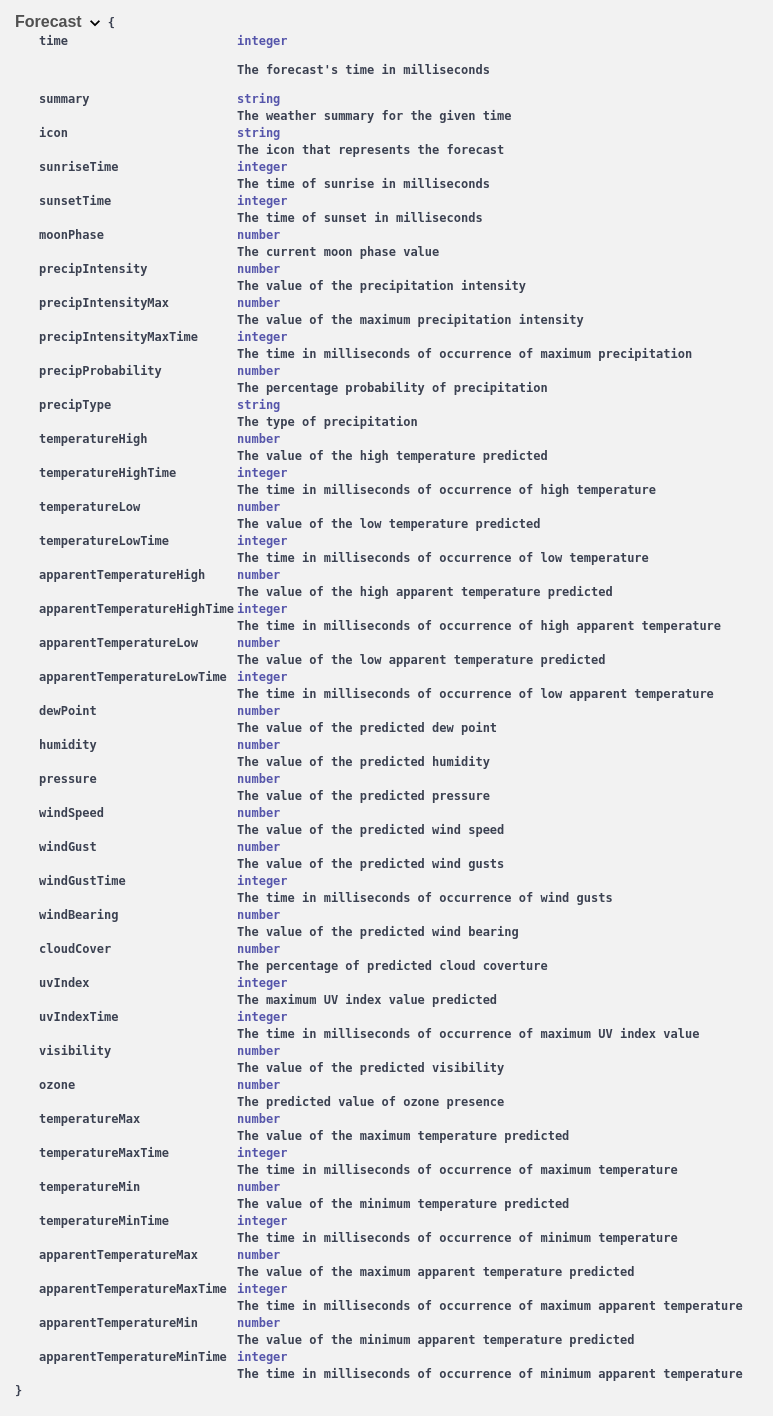 Forecast {
time integer
The forecast's time in milliseconds
summary string
The weather summary for the given time
icon string
The icon that represents the forecast
sunriseTime integer
The time of sunrise in milliseconds
sunsetTime integer
The time of sunset in milliseconds
moonPhase number
The current moon phase value
precipIntensity number
The value of the precipitation intensity
precipIntensityMax number
The value of the maximum precipitation intensity
precipIntensityMaxTime integer
The time in milliseconds of occurrence of maximum precipitation
precipProbability number
The percentage probability of precipitation
precipType string
The type of precipitation
temperatureHigh number
The value of the high temperature predicted
temperatureHighTime integer
The time in milliseconds of occurrence of high temperature
temperatureLow number
The value of the low temperature predicted
temperatureLowTime integer
The time in milliseconds of occurrence of low temperature
apparentTemperatureHigh number
The value of the high apparent temperature predicted
apparentTemperatureHighTime integer
The time in milliseconds of occurrence of high apparent temperature
apparentTemperatureLow number
The value of the low apparent temperature predicted
apparentTemperatureLowTime integer
The time in milliseconds of occurrence of low apparent temperature
dewPoint number
The value of the predicted dew point
humidity number
The value of the predicted humidity
pressure number
The value of the predicted pressure
windSpeed number
The value of the predicted wind speed
windGust number
The value of the predicted wind gusts
windGustTime integer
The time in milliseconds of occurrence of wind gusts
windBearing number
The value of the predicted wind bearing
cloudCover number
The percentage of predicted cloud coverture
uvIndex integer
The maximum UV index value predicted
uvIndexTime integer
The time in milliseconds of occurrence of maximum UV index value
visibility number
The value of the predicted visibility
ozone number
The predicted value of ozone presence
temperatureMax number
The value of the maximum temperature predicted
temperatureMaxTime integer
The time in milliseconds of occurrence of maximum temperature
temperatureMin number
The value of the minimum temperature predicted
temperatureMinTime integer
The time in milliseconds of occurrence of minimum temperature
apparentTemperatureMax number
The value of the maximum apparent temperature predicted
apparentTemperatureMaxTime integer
The time in milliseconds of occurrence of maximum apparent temperature
apparentTemperatureMin number
The value of the minimum apparent temperature predicted
apparentTemperatureMinTime integer
The time in milliseconds of occurrence of minimum apparent temperature
}